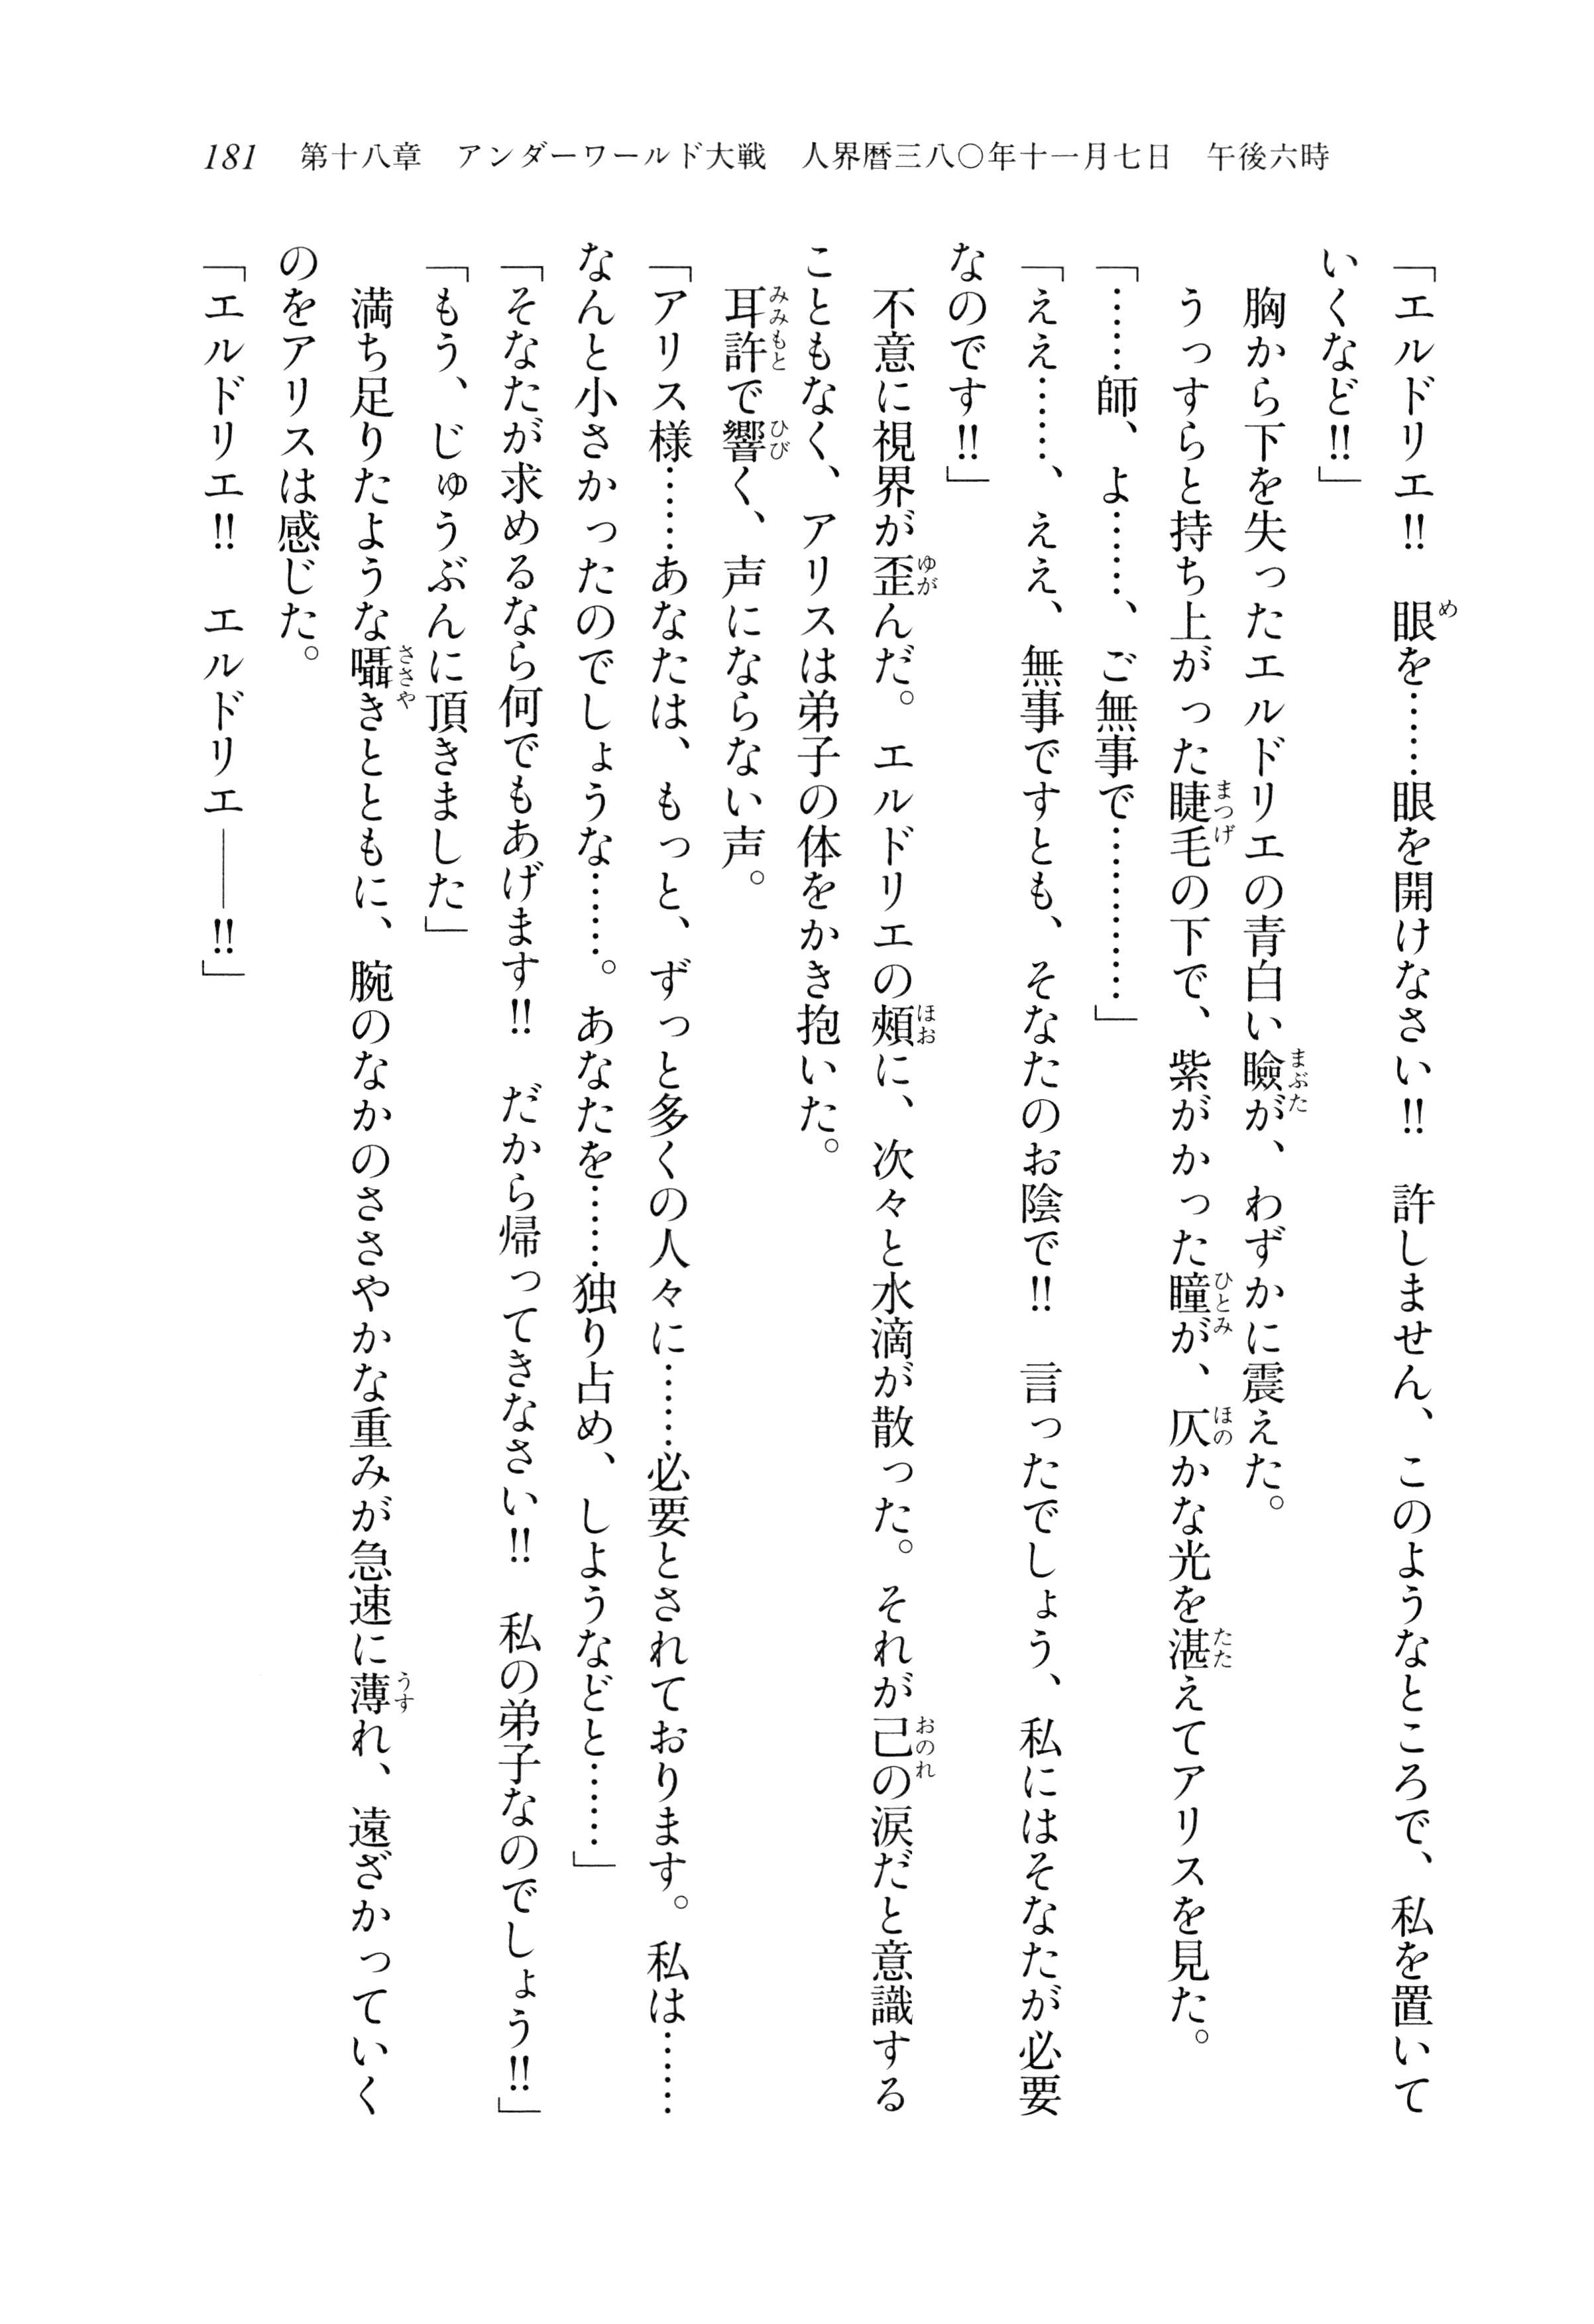 181　第十八章　アンダーワールド大戦　人界暦三八〇年十一月七日　午後六時
「エルドリエ!!　眼を……眼を開けなさい!!　許しません、このようなところで、私を置いて
いくなど!!」
　胸から下を失ったエルドリエの青白い瞼が、わずかに震えた。
　うっすらと持ち上がった睫毛の下で、紫がかった瞳が、仄かな光を湛えてアリスを見た。
「……師、よ……、ご無事で…………」
「ええ……、ええ、無事ですとも、そなたのお陰で!!　言ったでしょう、私にはそなたが必要
なのです!!」
　不意に視界が歪んだ。エルドリエの頰に、次々と水滴が散った。それが己の涙だと意識する
こともなく、アリスは弟子の体をかき抱いた。
　耳許で響く、声にならない声。
「アリス様……あなたは、もっと、ずっと多くの人々に……必要とされております。私は……
なんと小さかったのでしょうな……。あなたを……独り占め、しようなどと……」
「そなたが求めるなら何でもあげます!!　だから帰ってきなさい!!　私の弟子なのでしょう!!」
「もう、じゅうぶんに頂きました」
　満ち足りたような囁きとともに、腕のなかのささやかな重みが急速に薄れ、遠ざかっていく
のをアリスは感じた。
「エルドリエ!!　エルドリエ――!!」